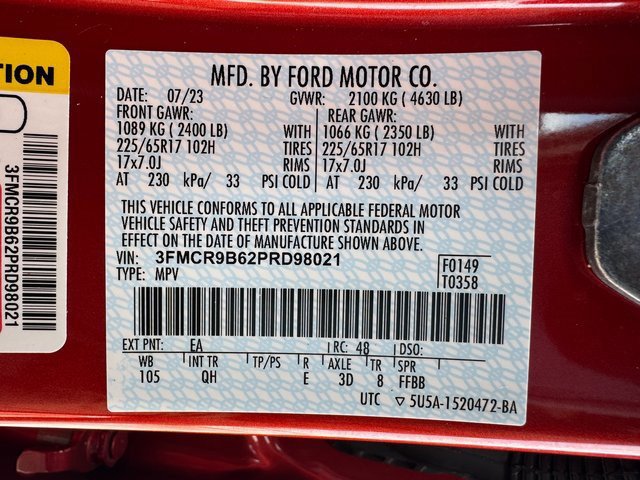 TION
3FMCR9B62PRD98021
MFD. BY FORD MOTOR CO.
DATE: 07/23 GVWR: 2100 KG ( 4630 LB)
FRONT GAWR: REAR GAWR:
1089 KG ( 2400 LB) WITH 1066 KG ( 2350 LB) WITH
225/65R17 102H TIRES 225/65R17 102H TIRES
17x7.0J RIMS 17x7.0J RIMS
AT 230 kPa/ 33 PSI COLD AT 230 kPa/ 33 PSI COLD
THIS VEHICLE CONFORMS TO ALL APPLICABLE FEDERAL MOTOR
VEHICLE SAFETY AND THEFT PREVENTION STANDARDS IN
EFFECT ON THE DATE OF MANUFACTURE SHOWN ABOVE.
VIN: 3FMCR9B62PRD98021 F0149
TYPE: MPV T0358
EXT PNT: EA RC: 48 DSO:
WB INT TR TP/PS R AXLE TR SPR
105 QH E 3D 8 FFBB
UTC ▽ 5U5A-1520472-BA